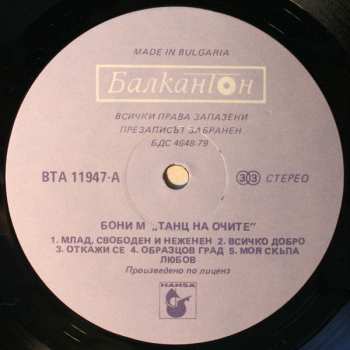 MADE IN BULGARIA
Балкантон
ВСИЧКИ ПРАВА ЗАПАЗЕНИ
ПРЕЗАПИСЪТ ЗАБРАНЕН
БДС 4848-79
ВТА 11947-А
33 СТЕРЕО
БОНИ М „ТАНЦ НА ОЧИТЕ"
1. МЛАД, СВОБОДЕН И НЕЖЕНЕН 2. ВСИЧКО ДОБРО
3. ОТКАЖИ СЕ 4. ОБРАЗЦОВ ГРАД 5. МОЯ СКЪПА
ЛЮБОВ
Произведено по лиценз
HANSA